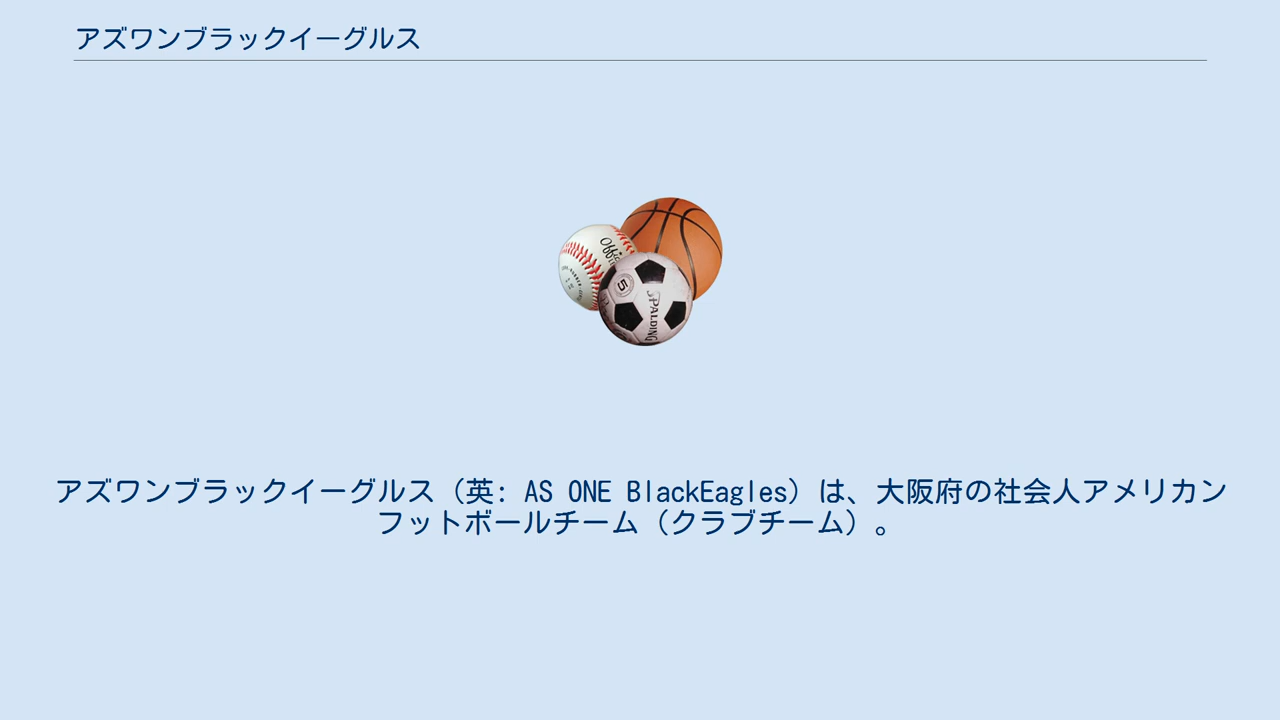 アズワンブラックイーグルス
Offi
5
SPALDING
アズワンブラックイーグルス（英: AS ONE BlackEagles）は、大阪府の社会人アメリカン
フットボールチーム（クラブチーム）。